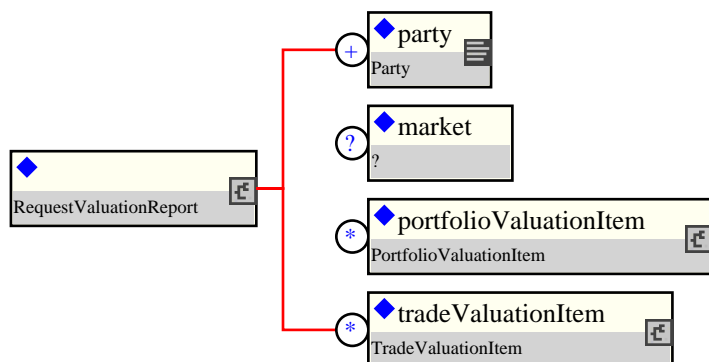 +
party
Party
?
market
?
RequestValuationReport
*
portfolioValuationItem
PortfolioValuationItem
*
tradeValuationItem
TradeValuationItem